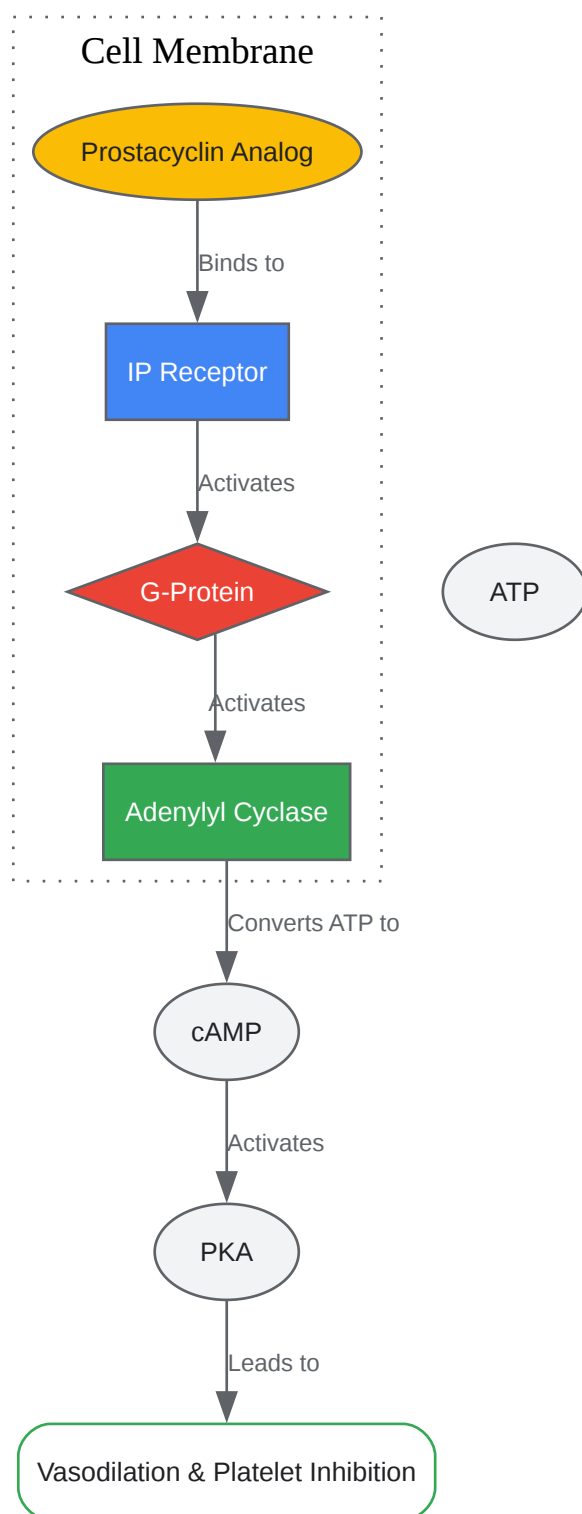 Cell Membrane
Prostacyclin Analog
Binds to
IP Receptor
Activates
G-Protein
ATP
Activates
Adenylyl Cyclase
Converts ATP to
cAMP
Activates
PKA
Leads to
Vasodilation & Platelet Inhibition